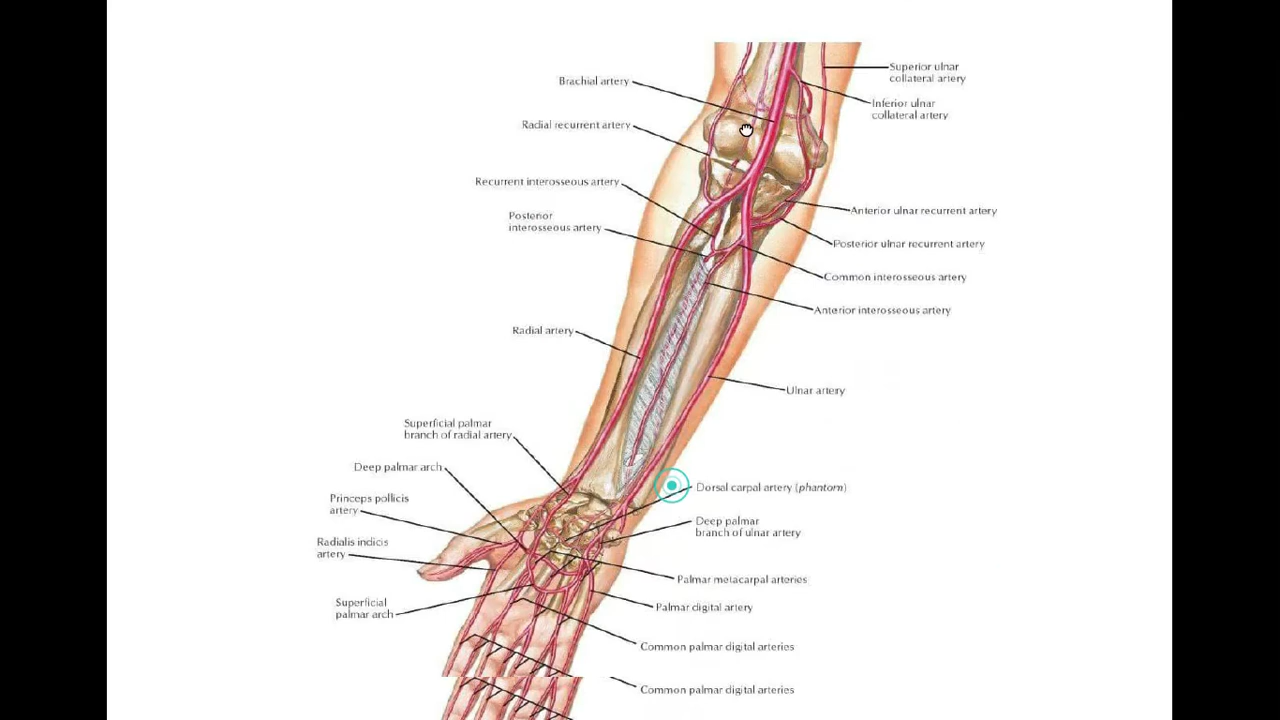 Superior ulnar
collateral artery
Brachial artery
Inferior ulnar
collateral artery
Radial recurrent artery
Recurrent interosseous artery
Anterior ulnar recurrent artery
Posterior
interosseous artery
Posterior ulnar recurrent artery
Common interosseous artery
Anterior interosseous artery
Radial artery
Ulnar artery
Superficial palmar
branch of radial artery
Deep palmar arch
Dorsal carpal artery (phantom)
Princeps pollicis
artery
Deep palmar
branch of ulnar artery
Radialis indicis
artery
Palmar metacarpal arteries
Superficial
palmar arch
Palmar digital artery
Common palmar digital arteries
Common palmar digital arteries